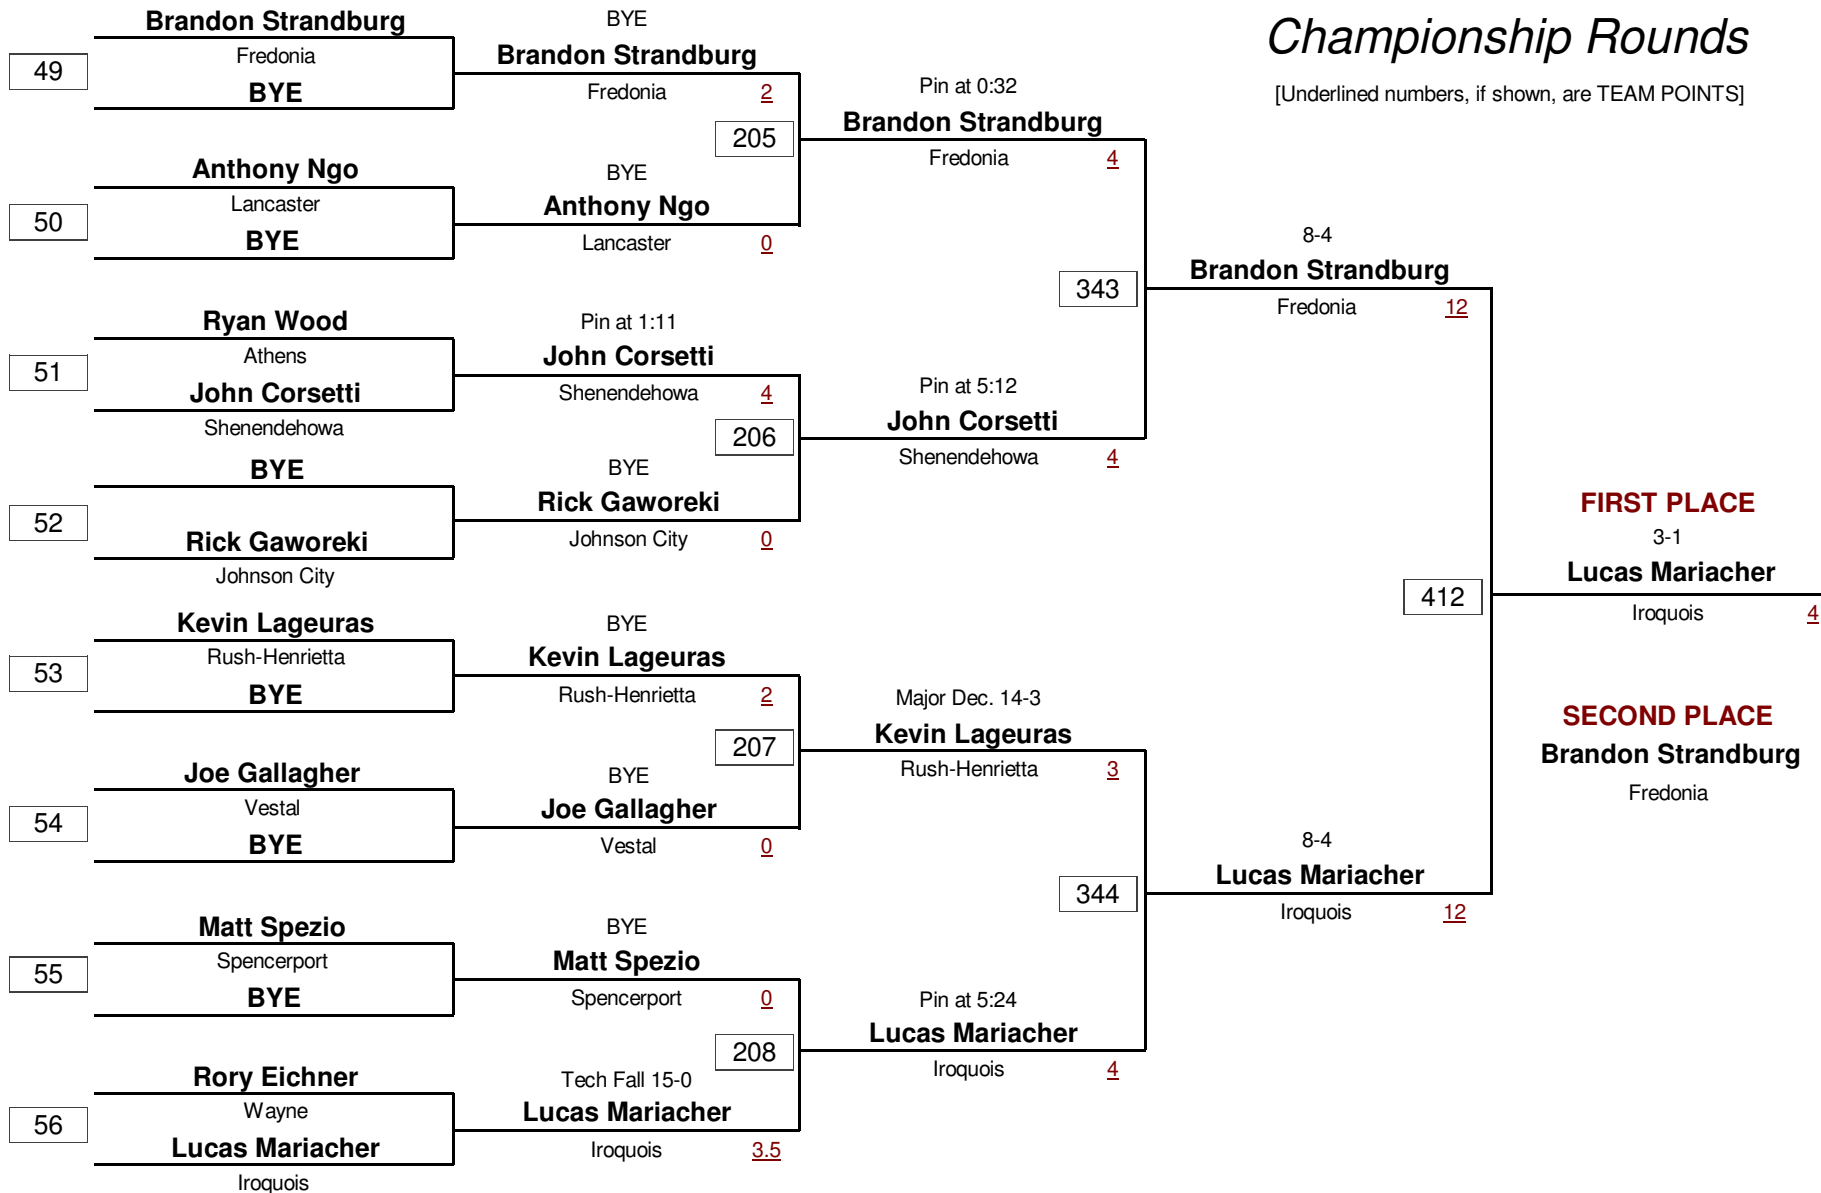 Championship Rounds
[Underlined numbers, if shown, are TEAM POINTS]
Brandon Strandburg
Fredonia
49
BYE
Anthony Ngo
Lancaster
50
BYE
Ryan Wood
Athens
51
John Corsetti
Shenendehowa
BYE
52
Rick Gaworeki
Johnson City
Kevin Lageuras
Rush-Henrietta
53
BYE
Joe Gallagher
Vestal
54
BYE
Matt Spezio
Spencerport
55
BYE
Rory Eichner
Wayne
56
Lucas Mariacher
Iroquois
BYE
Brandon Strandburg
Fredonia 2
205
BYE
Anthony Ngo
Lancaster 0
Pin at 1:11
John Corsetti
Shenendehowa 4
206
BYE
Rick Gaworeki
Johnson City 0
BYE
Kevin Lageuras
Rush-Henrietta 2
207
BYE
Joe Gallagher
Vestal 0
BYE
Matt Spezio
Spencerport 0
208
Tech Fall 15-0
Lucas Mariacher
Iroquois 3.5
Pin at 0:32
Brandon Strandburg
Fredonia 4
343
Pin at 5:12
John Corsetti
Shenendehowa 4
Major Dec. 14-3
Kevin Lageuras
Rush-Henrietta 3
344
Pin at 5:24
Lucas Mariacher
Iroquois 4
8-4
Brandon Strandburg
Fredonia 12
412
8-4
Lucas Mariacher
Iroquois 12
FIRST PLACE
3-1
Lucas Mariacher
Iroquois 4
SECOND PLACE
Brandon Strandburg
Fredonia